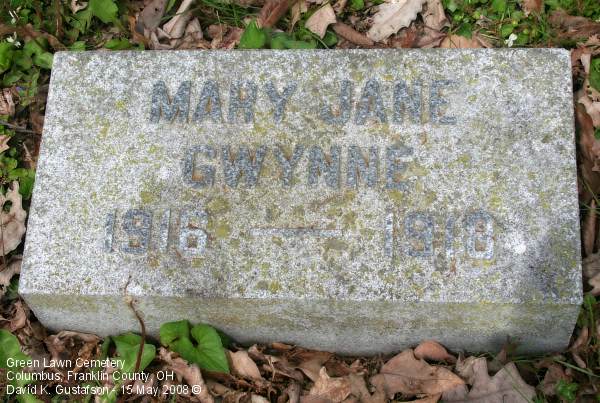 MARY JANE
GWYNNE
1916 — 1918
Green Lawn Cemetery
Columbus, Franklin County, OH
David K. Gustafson - 15 May 2008 ©